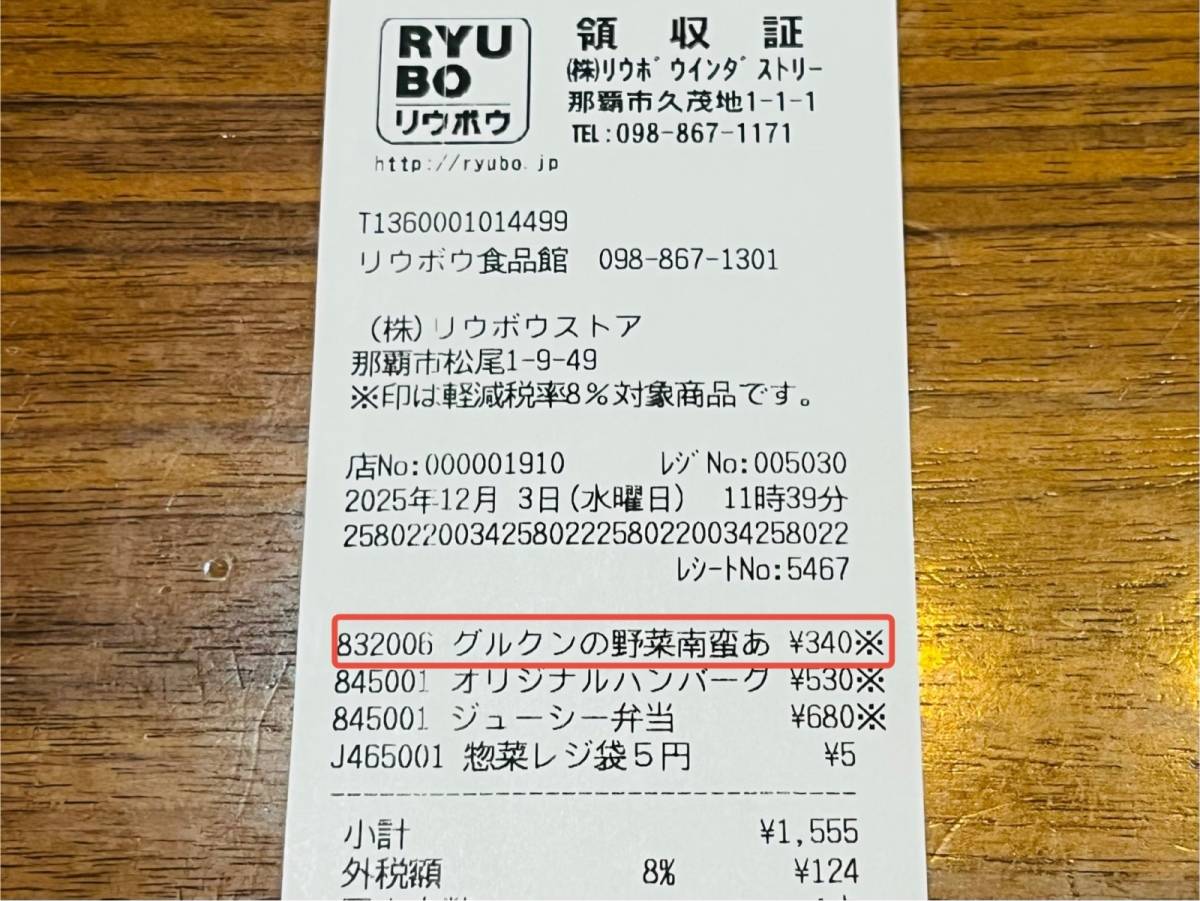 RYU
BO
リウボウ
http://ryubo.jp
領収証
(株)リウボウインダストリー
那覇市久茂地1-1-1
TEL:098-867-1171
T1360001014499
リウボウ食品館 098-867-1301
(株)リウボウストア
那覇市松尾1-9-49
※印は軽減税率8%対象商品です。
店No:000001910 レジNo:005030
2025年12月 3日(水曜日) 11時39分
25802200342580222580220034258022
レシートNo:5467
832006 グルクンの野菜南蛮あ ¥340※
845001 オリジナルハンバーグ ¥530※
845001 ジューシー弁当 ¥680※
J465001 惣菜レジ袋5円 ¥5
小計 ¥1,555
外税額 8% ¥124